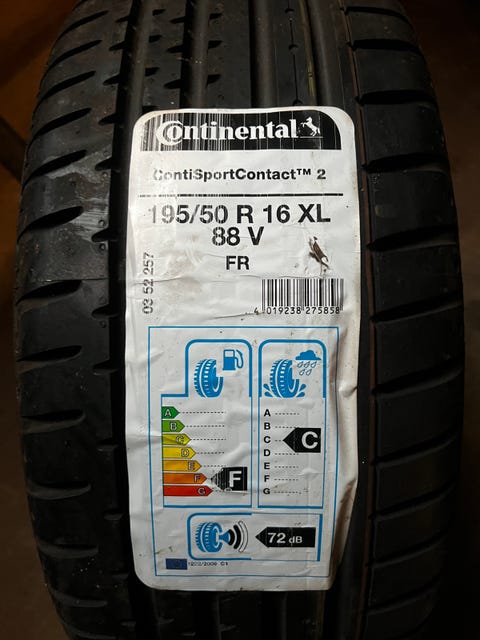 Continental
ContiSportContact™ 2
195/50 R 16 XL
88 V
FR
03 52 257
4 019238 275858
A
B
C
D
E
F
G
F
A
B
C
D
E
F
G
C
72 dB
1222/2009 C1